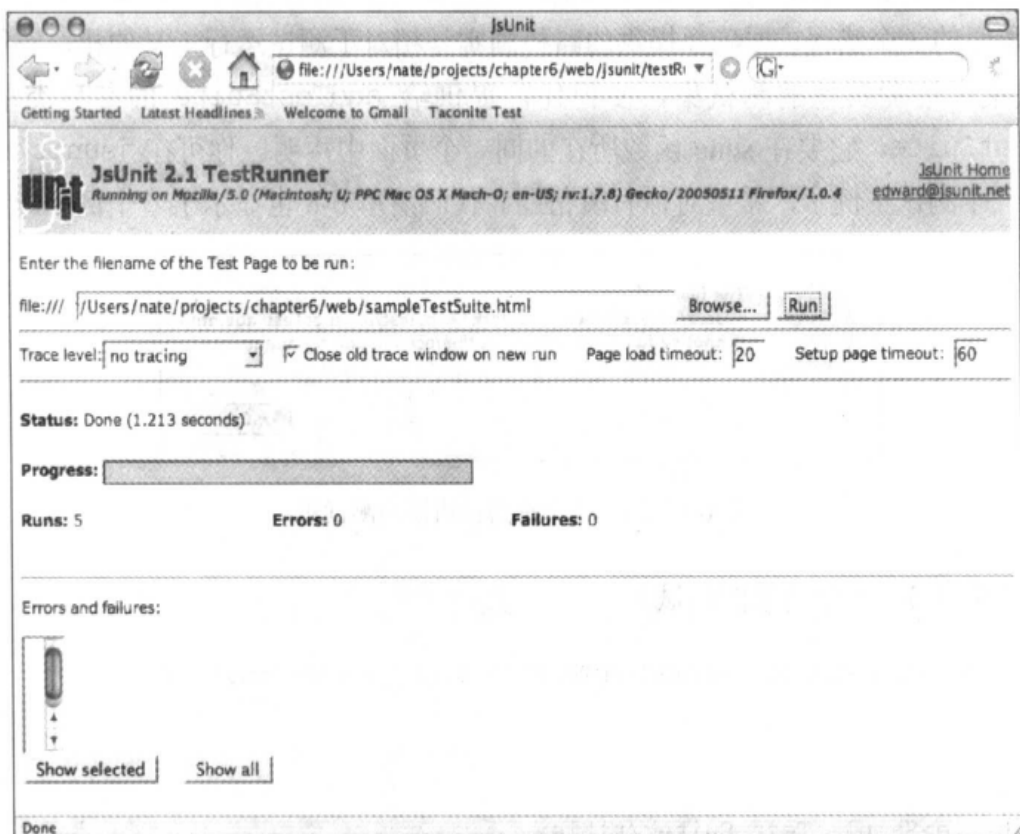 JsUnit
file:///Users/nate/projects/chapter6/web/jsunit/testR
G
Getting Started Latest Headlines Welcome to Gmail Taconite Test
JsUnit 2.1 TestRunner
Running on Mozilla/5.0 (Macintosh; U; PPC Mac OS X Mach-O; en-US; rv:1.7.8) Gecko/20050511 Firefox/1.0.4
JsUnit Home
edward@jsunit.net
Enter the filename of the Test Page to be run:
file:/// /Users/nate/projects/chapter6/web/sampleTestSuite.html Browse... Run
Trace level: no tracing Close old trace window on new run Page load timeout: 20 Setup page timeout: 60
Status: Done (1.213 seconds)
Progress:
Runs: 5 Errors: 0 Failures: 0
Errors and failures:
Show selected Show all
Done